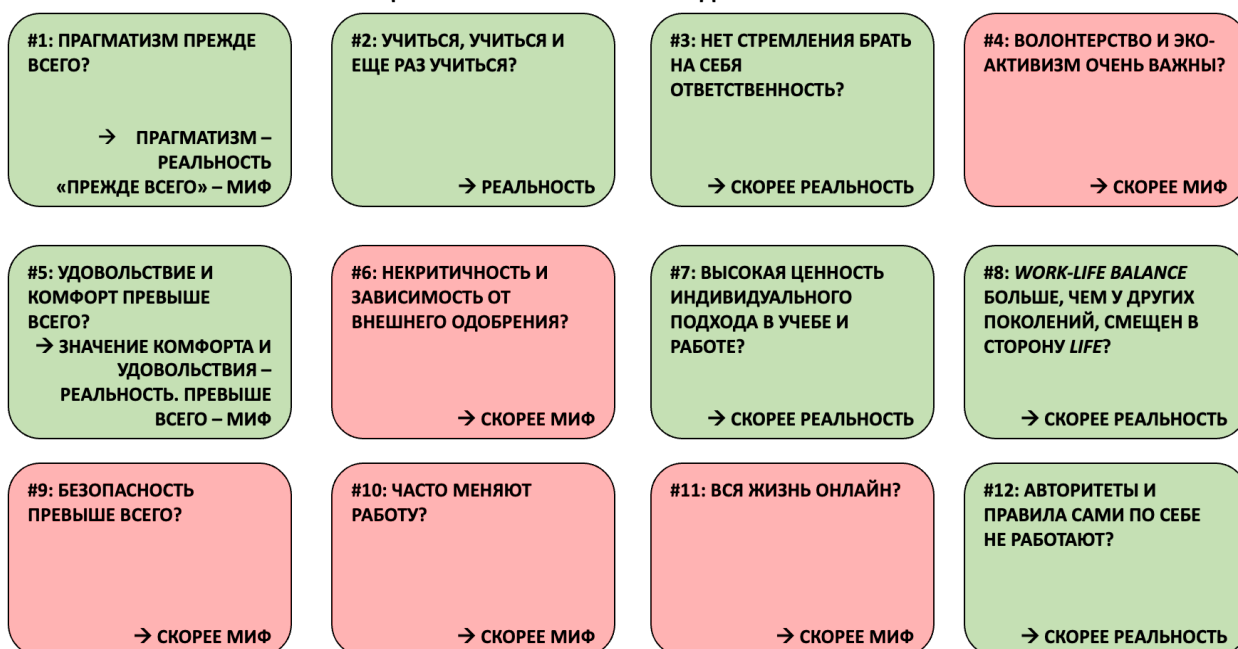 #1: ПРАГМАТИЗМ ПРЕЖДЕ
ВСЕГО?
→ ПРАГМАТИЗМ –
РЕАЛЬНОСТЬ
«ПРЕЖДЕ ВСЕГО» – МИФ
#2: УЧИТЬСЯ, УЧИТЬСЯ И
ЕЩЕ РАЗ УЧИТЬСЯ?
→ РЕАЛЬНОСТЬ
#3: НЕТ СТРЕМЛЕНИЯ БРАТЬ
НА СЕБЯ
ОТВЕТСТВЕННОСТЬ?
→ СКОРЕЕ РЕАЛЬНОСТЬ
#4: ВОЛОНТЕРСТВО И ЭКО-
АКТИВИЗМ ОЧЕНЬ ВАЖНЫ?
→ СКОРЕЕ МИФ
#5: УДОВОЛЬСТВИЕ И
КОМФОРТ ПРЕВЫШЕ
ВСЕГО?
→ ЗНАЧЕНИЕ КОМФОРТА И
УДОВОЛЬСТВИЯ –
РЕАЛЬНОСТЬ. ПРЕВЫШЕ
ВСЕГО – МИФ
#6: НЕКРИТИЧНОСТЬ И
ЗАВИСИМОСТЬ ОТ
ВНЕШНЕГО ОДОБРЕНИЯ?
→ СКОРЕЕ МИФ
#7: ВЫСОКАЯ ЦЕННОСТЬ
ИНДИВИДУАЛЬНОГО
ПОДХОДА В УЧЕБЕ И
РАБОТЕ?
→ СКОРЕЕ РЕАЛЬНОСТЬ
#8: WORK-LIFE BALANCE
БОЛЬШЕ, ЧЕМ У ДРУГИХ
ПОКОЛЕНИЙ, СМЕЩЕН В
СТОРОНУ LIFE?
→ СКОРЕЕ РЕАЛЬНОСТЬ
#9: БЕЗОПАСНОСТЬ
ПРЕВЫШЕ ВСЕГО?
→ СКОРЕЕ МИФ
#10: ЧАСТО МЕНЯЮТ
РАБОТУ?
→ СКОРЕЕ МИФ
#11: ВСЯ ЖИЗНЬ ОНЛАЙН?
→ СКОРЕЕ МИФ
#12: АВТОРИТЕТЫ И
ПРАВИЛА САМИ ПО СЕБЕ
НЕ РАБОТАЮТ?
→ СКОРЕЕ РЕАЛЬНОСТЬ